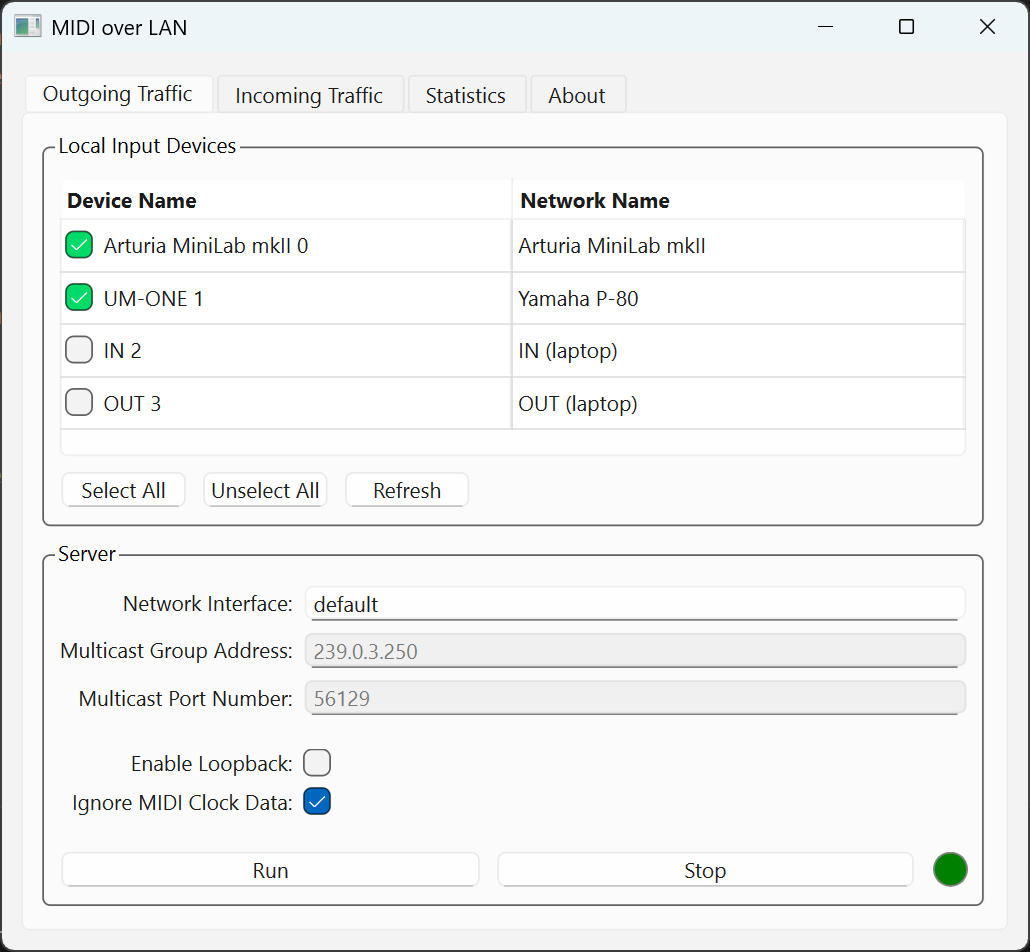 MIDI over LAN
Outgoing Traffic Incoming Traffic Statistics About
Local Input Devices
Device Name Network Name
Arturia MiniLab mkII 0 Arturia MiniLab mkII
UM-ONE 1 Yamaha P-80
IN 2 IN (laptop)
OUT 3 OUT (laptop)
Select All Unselect All Refresh
Server
Network Interface: default
Multicast Group Address: 239.0.3.250
Multicast Port Number: 56129
Enable Loopback:
Ignore MIDI Clock Data:
Run Stop